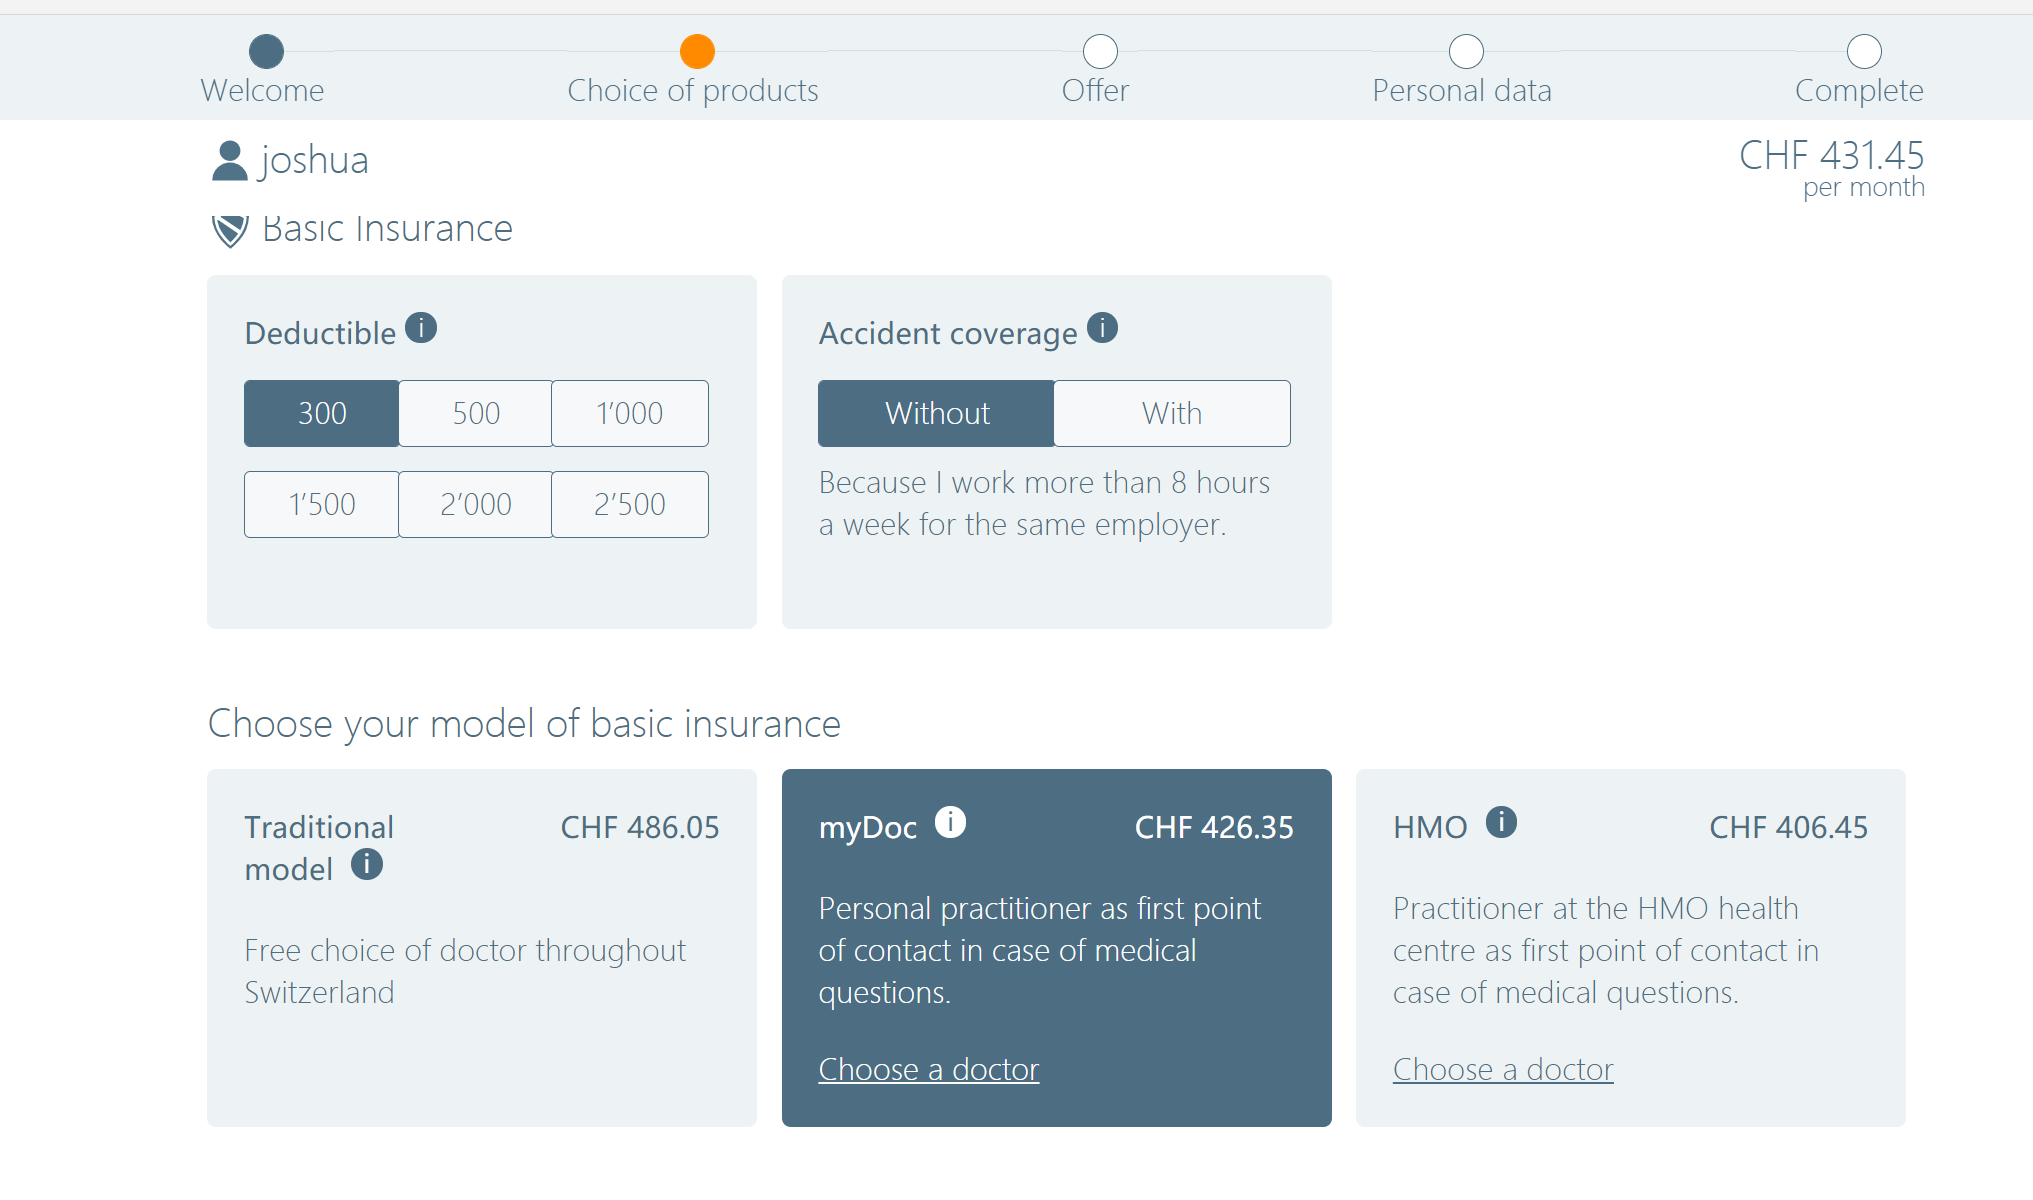 Welcome
Choice of products
Offer
Personal data
Complete
joshua
CHF 431.45
per month
Basic Insurance
Deductible
300
500
1’000
1’500
2’000
2’500
Accident coverage
Without
With
Because I work more than 8 hours
a week for the same employer.
Choose your model of basic insurance
Traditional
model
CHF 486.05
Free choice of doctor throughout
Switzerland
myDoc
CHF 426.35
Personal practitioner as first point
of contact in case of medical
questions.
Choose a doctor
HMO
CHF 406.45
Practitioner at the HMO health
centre as first point of contact in
case of medical questions.
Choose a doctor